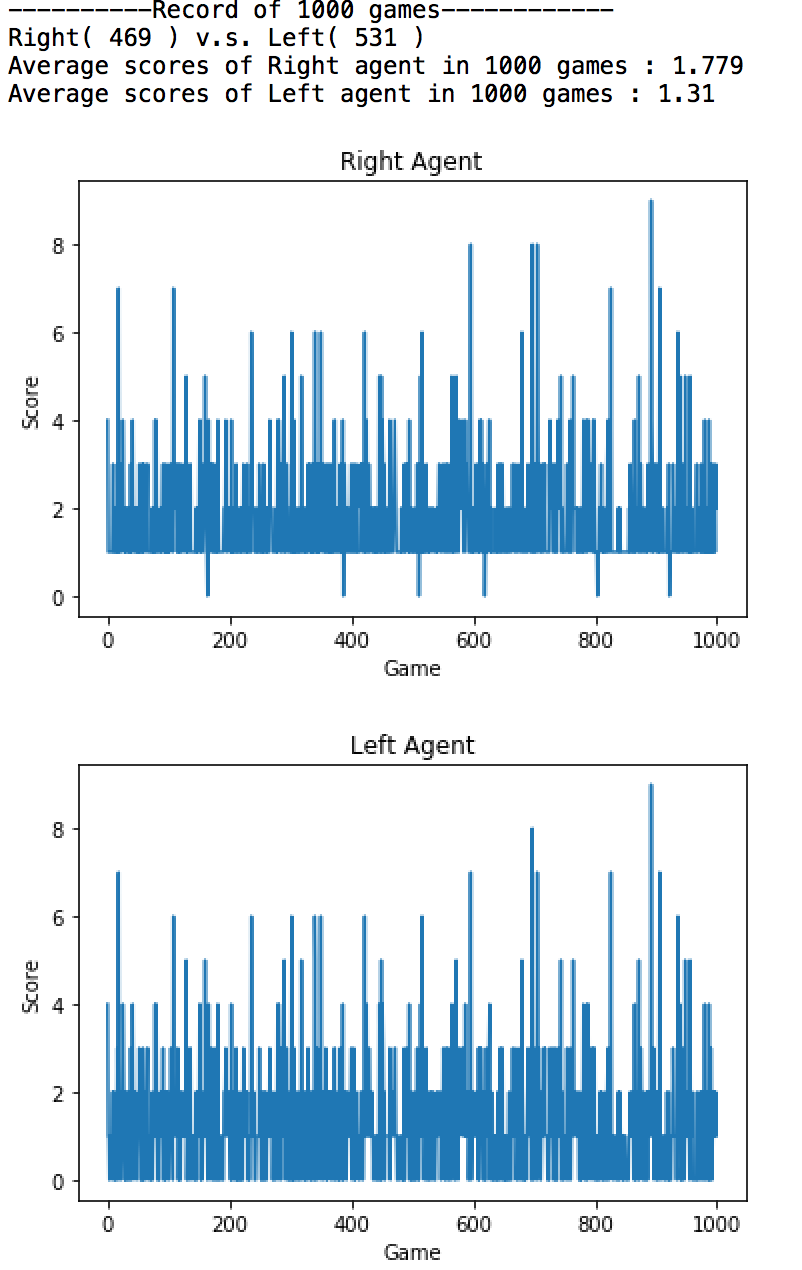 ----------Record of 1000 games------------
Right( 469 ) v.s. Left( 531 )
Average scores of Right agent in 1000 games : 1.779
Average scores of Left agent in 1000 games : 1.31
Right Agent
8
6
4
2
0
Score
0 200 400 600 800 1000
Game
Left Agent
8
6
4
2
0
Score
0 200 400 600 800 1000
Game